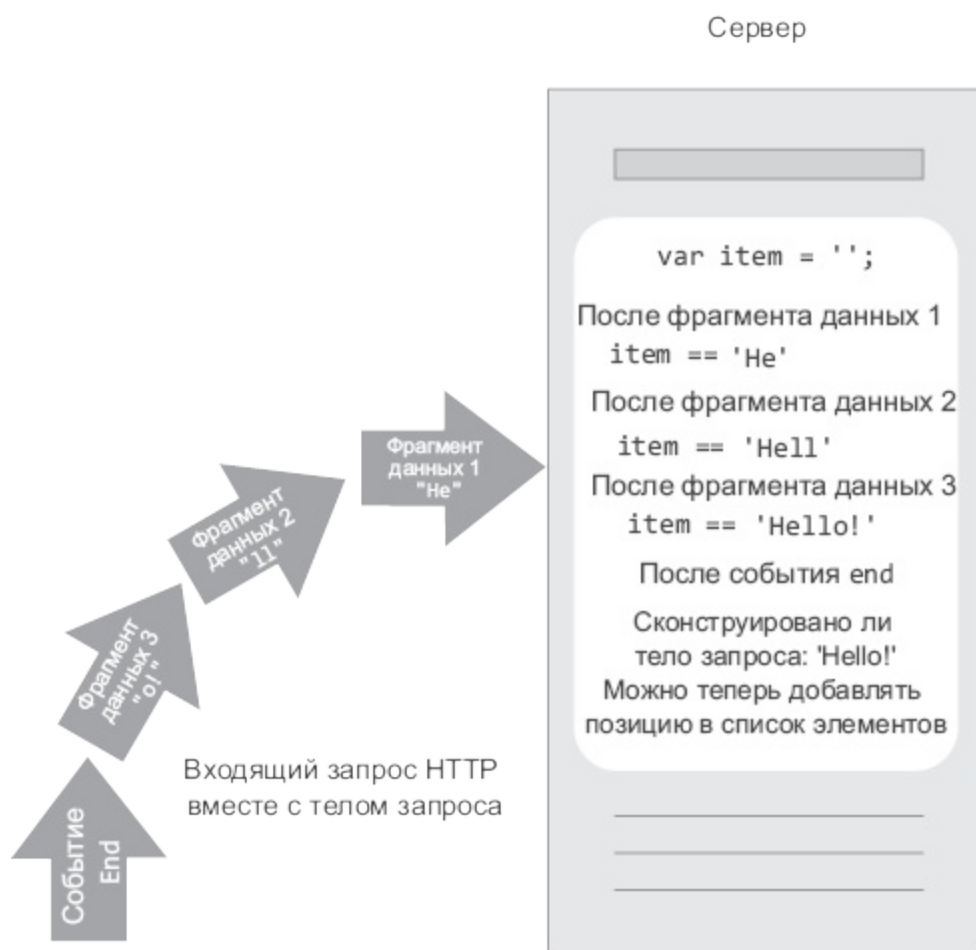 Сервер
var item = '';
После фрагмента данных 1
item == 'He'
После фрагмента данных 2
item == 'Hell'
После фрагмента данных 3
item == 'Hello!'
После события end
Сконструировано ли
тело запроса: 'Hello!'
Можно теперь добавлять
позицию в список элементов
Фрагмент
данных 1
"He"
Фрагмент
данных 2
"ll"
Фрагмент
данных 3
"o!"
Событие
End
Входящий запрос HTTP
вместе с телом запроса